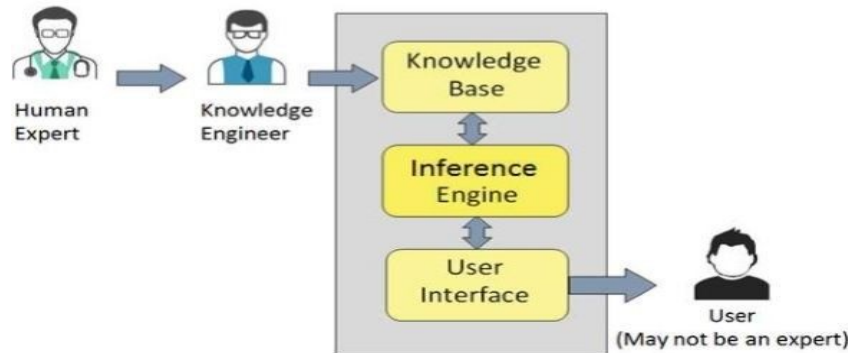 Human
Expert
Knowledge
Engineer
Knowledge
Base
Inference
Engine
User
Interface
User
(May not be an expert)